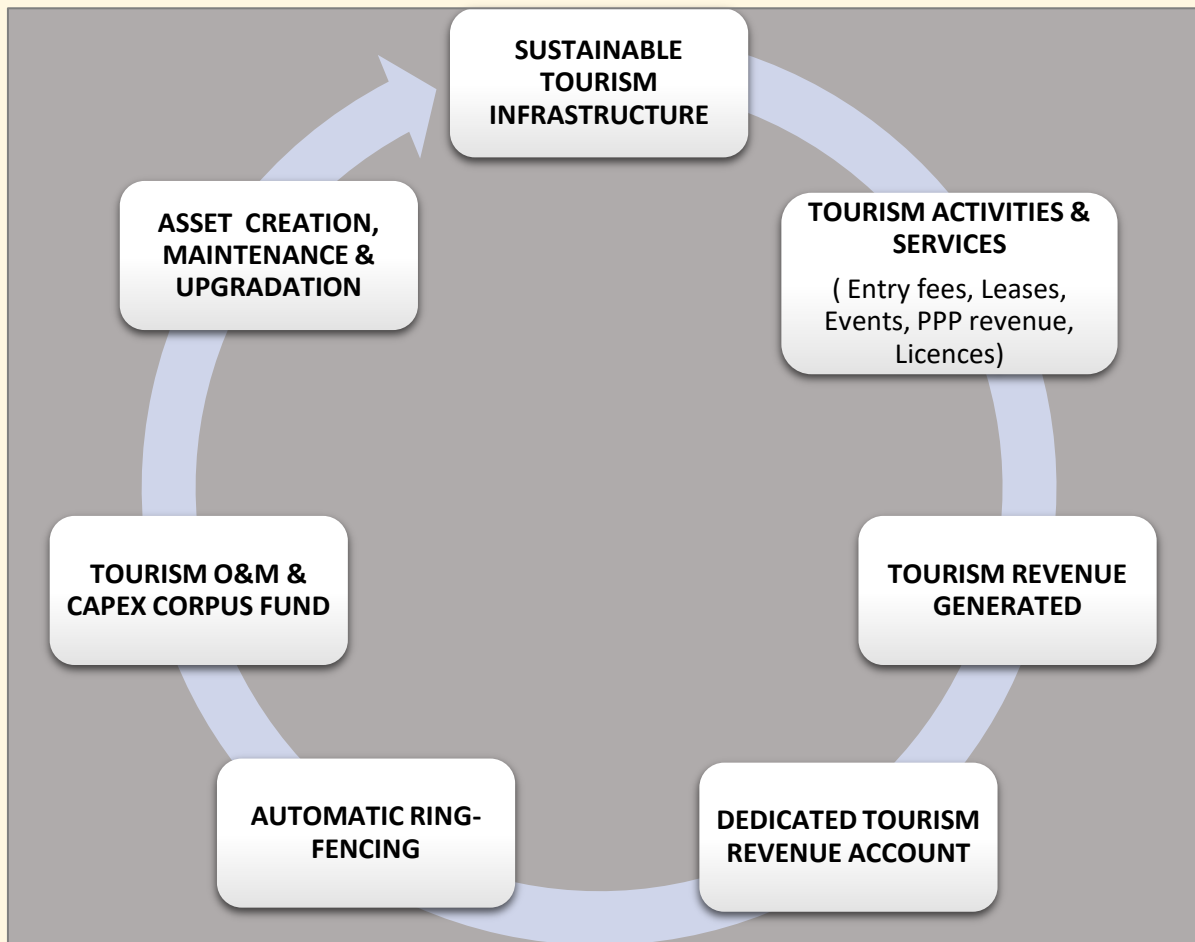 SUSTAINABLE
TOURISM
INFRASTRUCTURE
TOURISM ACTIVITIES &
SERVICES
( Entry fees, Leases,
Events, PPP revenue,
Licences)
TOURISM REVENUE
GENERATED
DEDICATED TOURISM
REVENUE ACCOUNT
AUTOMATIC RING-
FENCING
TOURISM O&M &
CAPEX CORPUS FUND
ASSET CREATION,
MAINTENANCE &
UPGRADATION